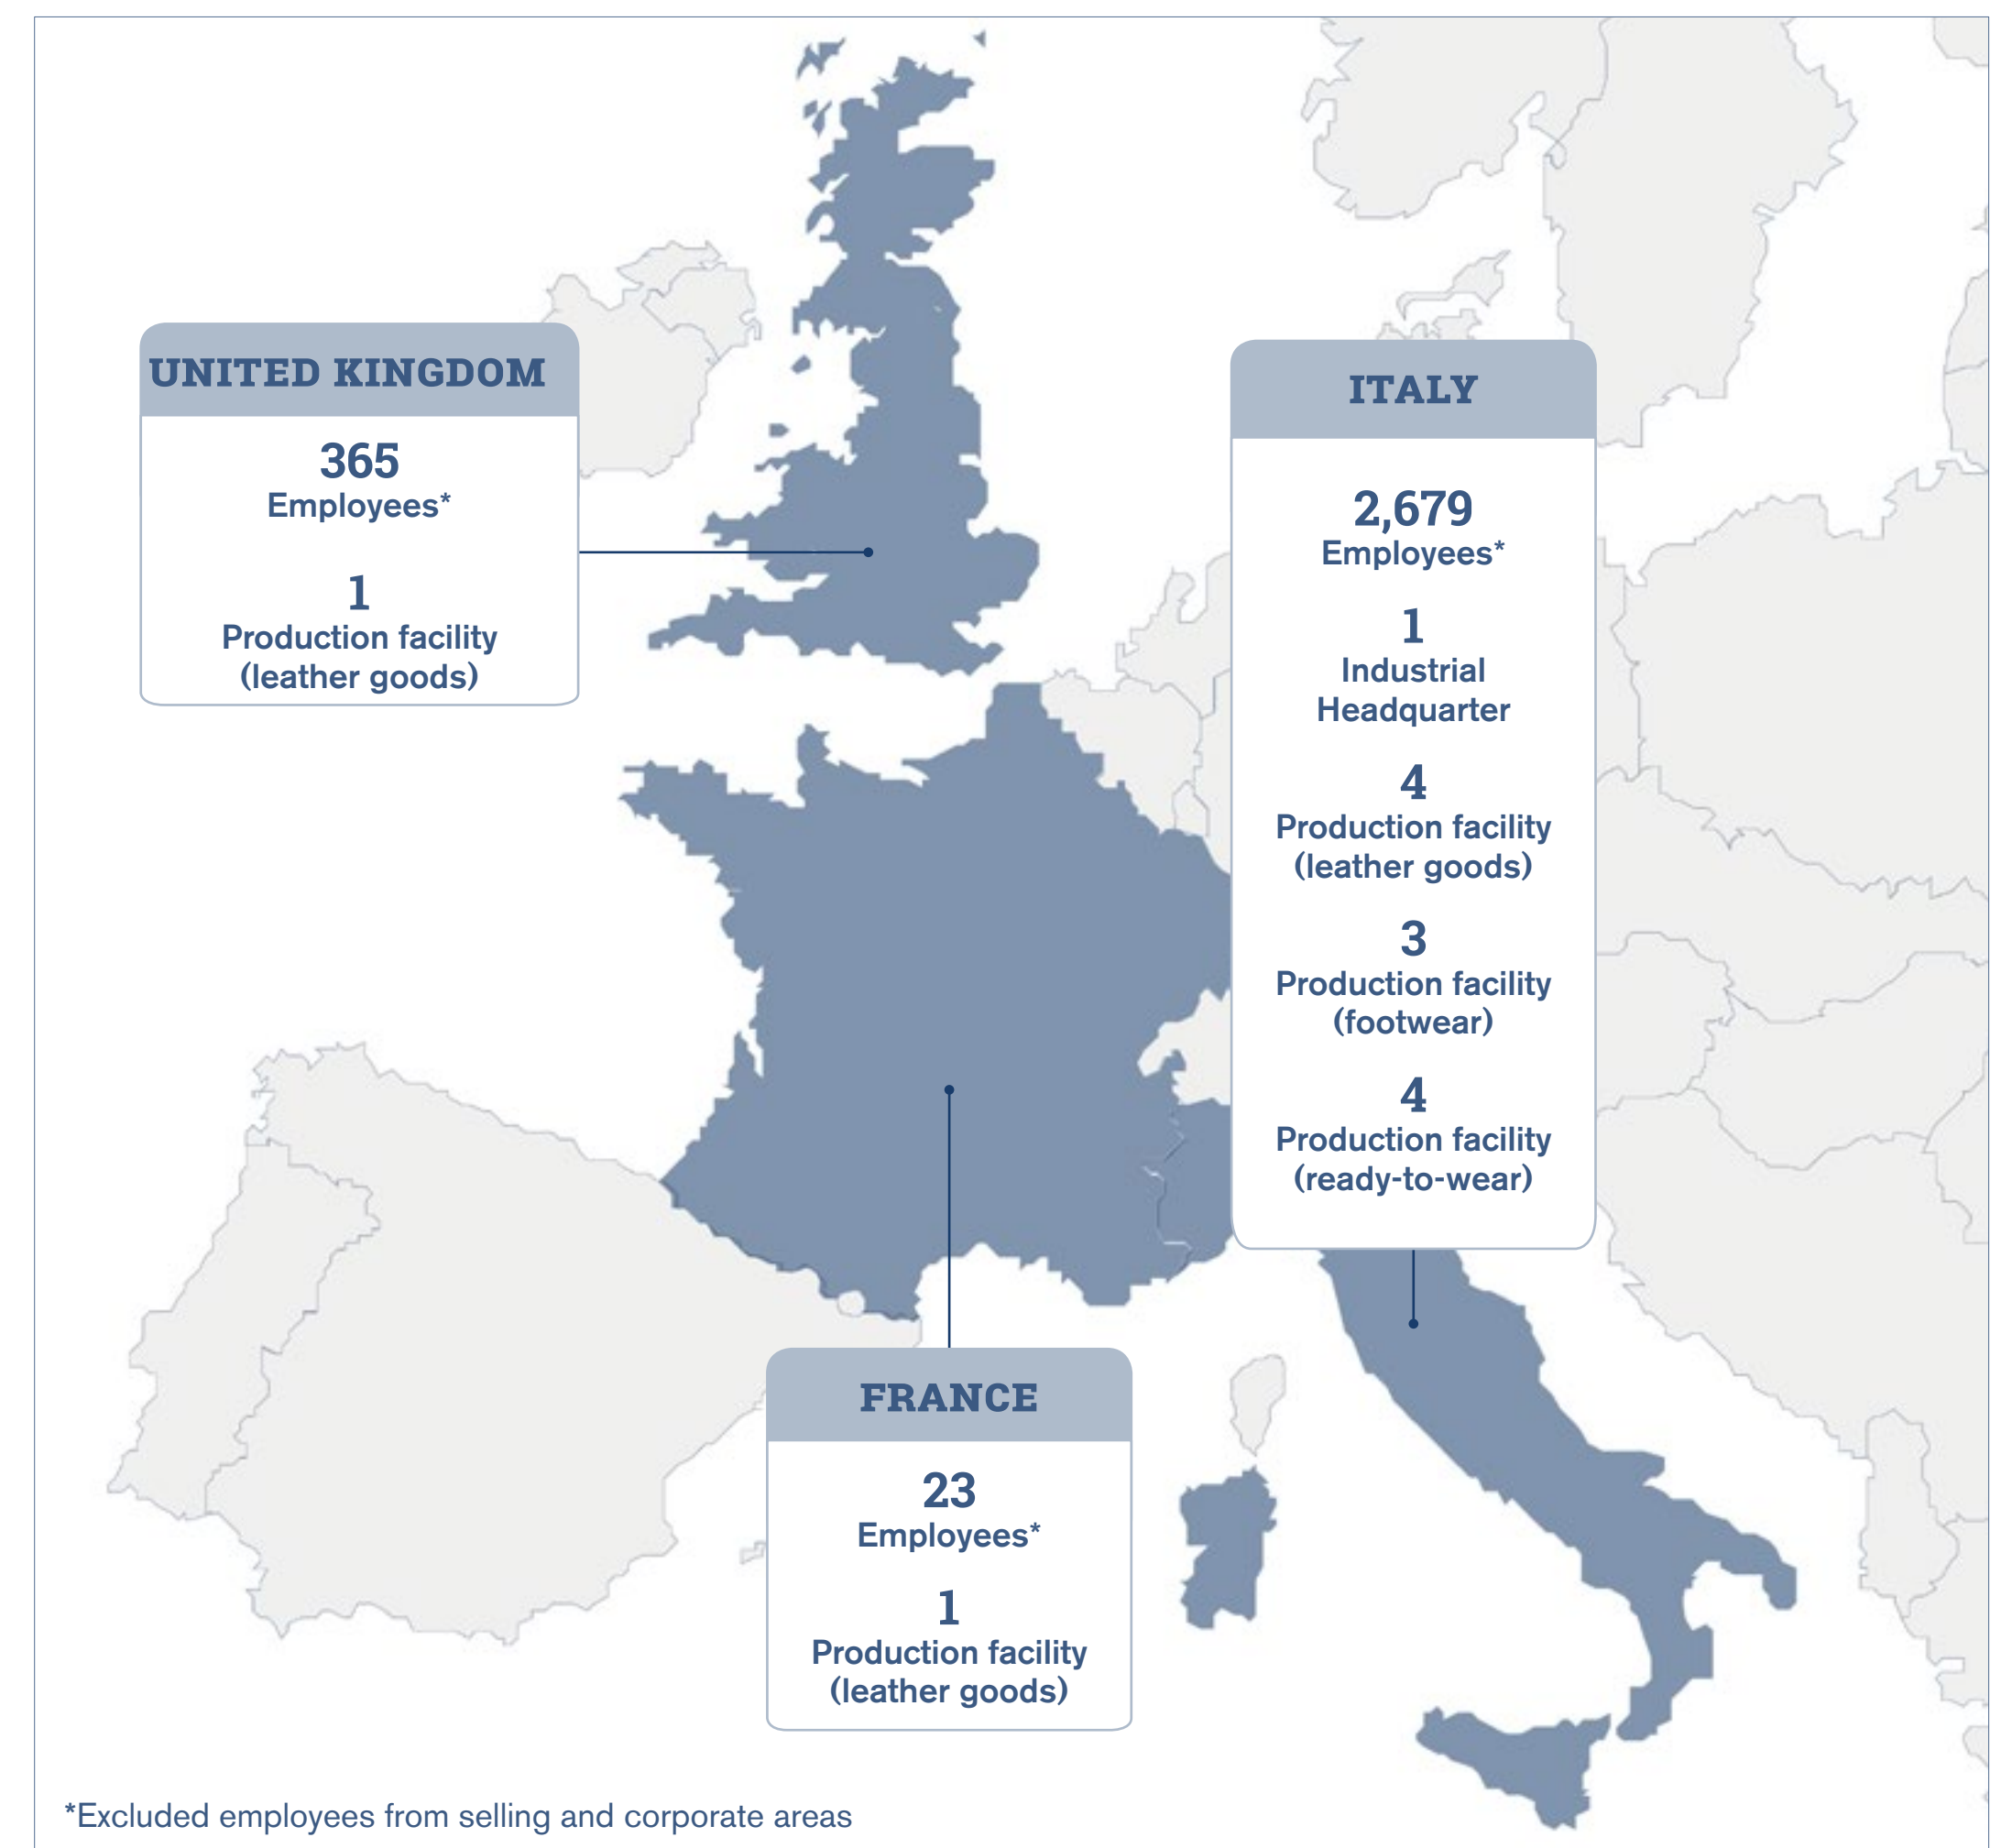 UNITED KINGDOM
365
Employees*
1
Production facility
(leather goods)
ITALY
2,679
Employees*
1
Industrial
Headquarter
4
Production facility
(leather goods)
3
Production facility
(footwear)
4
Production facility
(ready-to-wear)
FRANCE
23
Employees*
1
Production facility
(leather goods)
*Excluded employees from selling and corporate areas